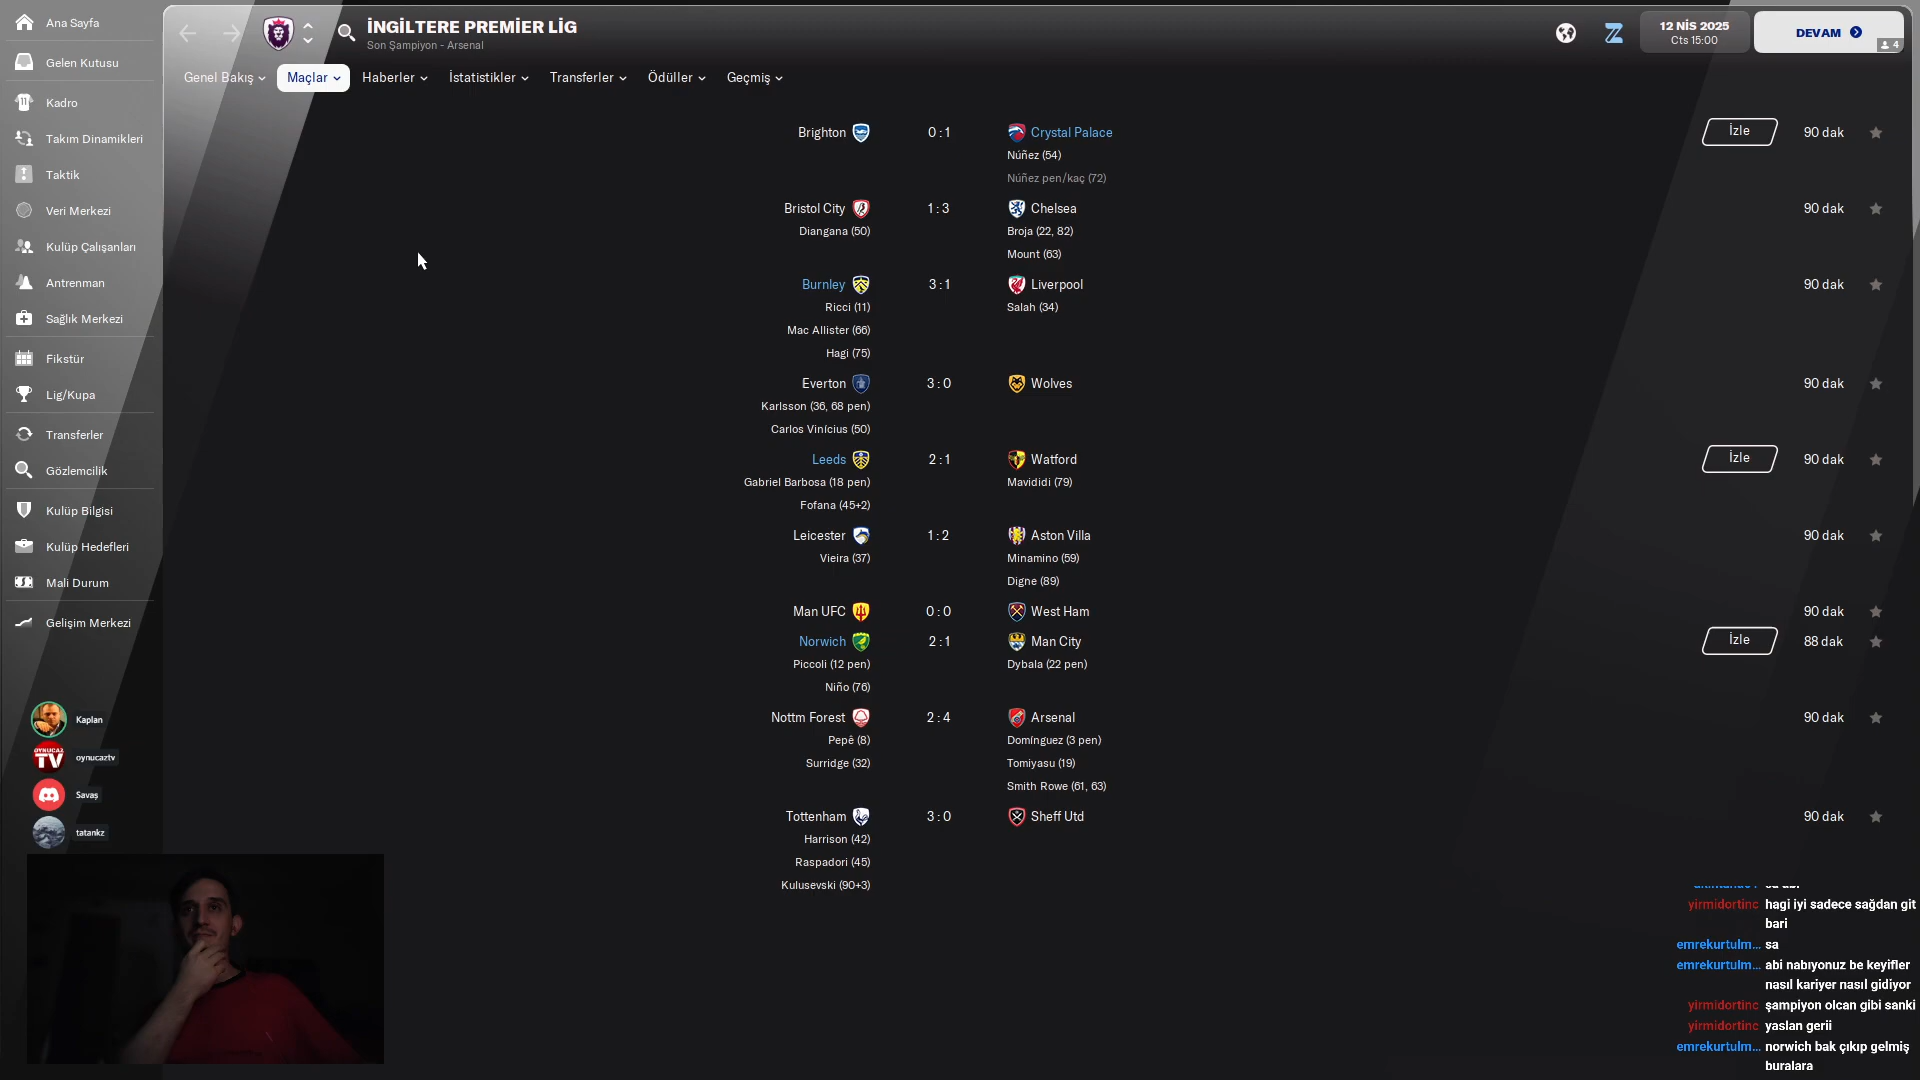 Ana Sayfa
Gelen Kutusu
Kadro
Takım Dinamikleri
Taktik
Veri Merkezi
Kulüp Çalışanları
Antrenman
Sağlık Merkezi
Fikstür
Lig/Kupa
Transferler
Gözlemcilik
Kulüp Bilgisi
Kulüp Hedefleri
Mali Durum
Gelişim Merkezi
Kaplan
OYNUCAZ TV oynucaztv
Savaş
tatankz
İNGİLTERE PREMİER LİG
Son Şampiyon - Arsenal
12 NİS 2025
Cts 15:00
DEVAM
4
Genel Bakış Maçlar Haberler İstatistikler Transferler Ödüller Geçmiş
Brighton 0 : 1 Crystal Palace İzle 90 dak
Núñez (54)
Núñez pen/kaç (72)
Bristol City 1 : 3 Chelsea 90 dak
Diangana (50) Broja (22, 82)
Mount (63)
Burnley 3 : 1 Liverpool 90 dak
Ricci (11) Salah (34)
Mac Allister (66)
Hagi (75)
Everton 3 : 0 Wolves 90 dak
Karlsson (36, 68 pen)
Carlos Vinícius (50)
Leeds 2 : 1 Watford İzle 90 dak
Gabriel Barbosa (18 pen) Mavididi (79)
Fofana (45+2)
Leicester 1 : 2 Aston Villa 90 dak
Vieira (37) Minamino (59)
Digne (89)
Man UFC 0 : 0 West Ham 90 dak
Norwich 2 : 1 Man City İzle 88 dak
Piccoli (12 pen) Dybala (22 pen)
Niño (76)
Nottm Forest 2 : 4 Arsenal 90 dak
Pepê (8) Domínguez (3 pen)
Surridge (32) Tomiyasu (19)
Smith Rowe (61, 63)
Tottenham 3 : 0 Sheff Utd 90 dak
Harrison (42)
Raspadori (45)
Kulusevski (90+3)
yirmidortinc hagi iyi sadece sağdan git
bari
emrekurtulm... sa
emrekurtulm... abi nabıyonuz be keyifler
nasıl kariyer nasıl gidiyor
yirmidortinc şampiyon olcan gibi sanki
yirmidortinc yaslan gerii
emrekurtulm... norwich bak çıkıp gelmiş
buralara